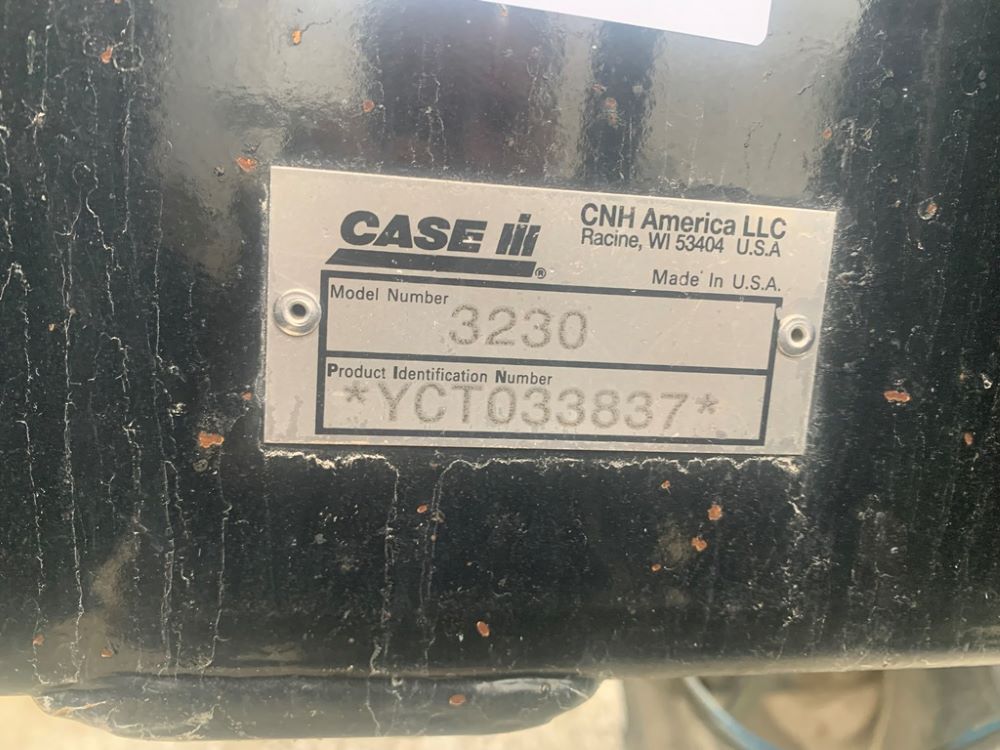 CASE IH®
CNH America LLC
Racine, WI 53404 U.S.A
Made in U.S.A.
Model Number
3230
Product Identification Number
*YCT033837*